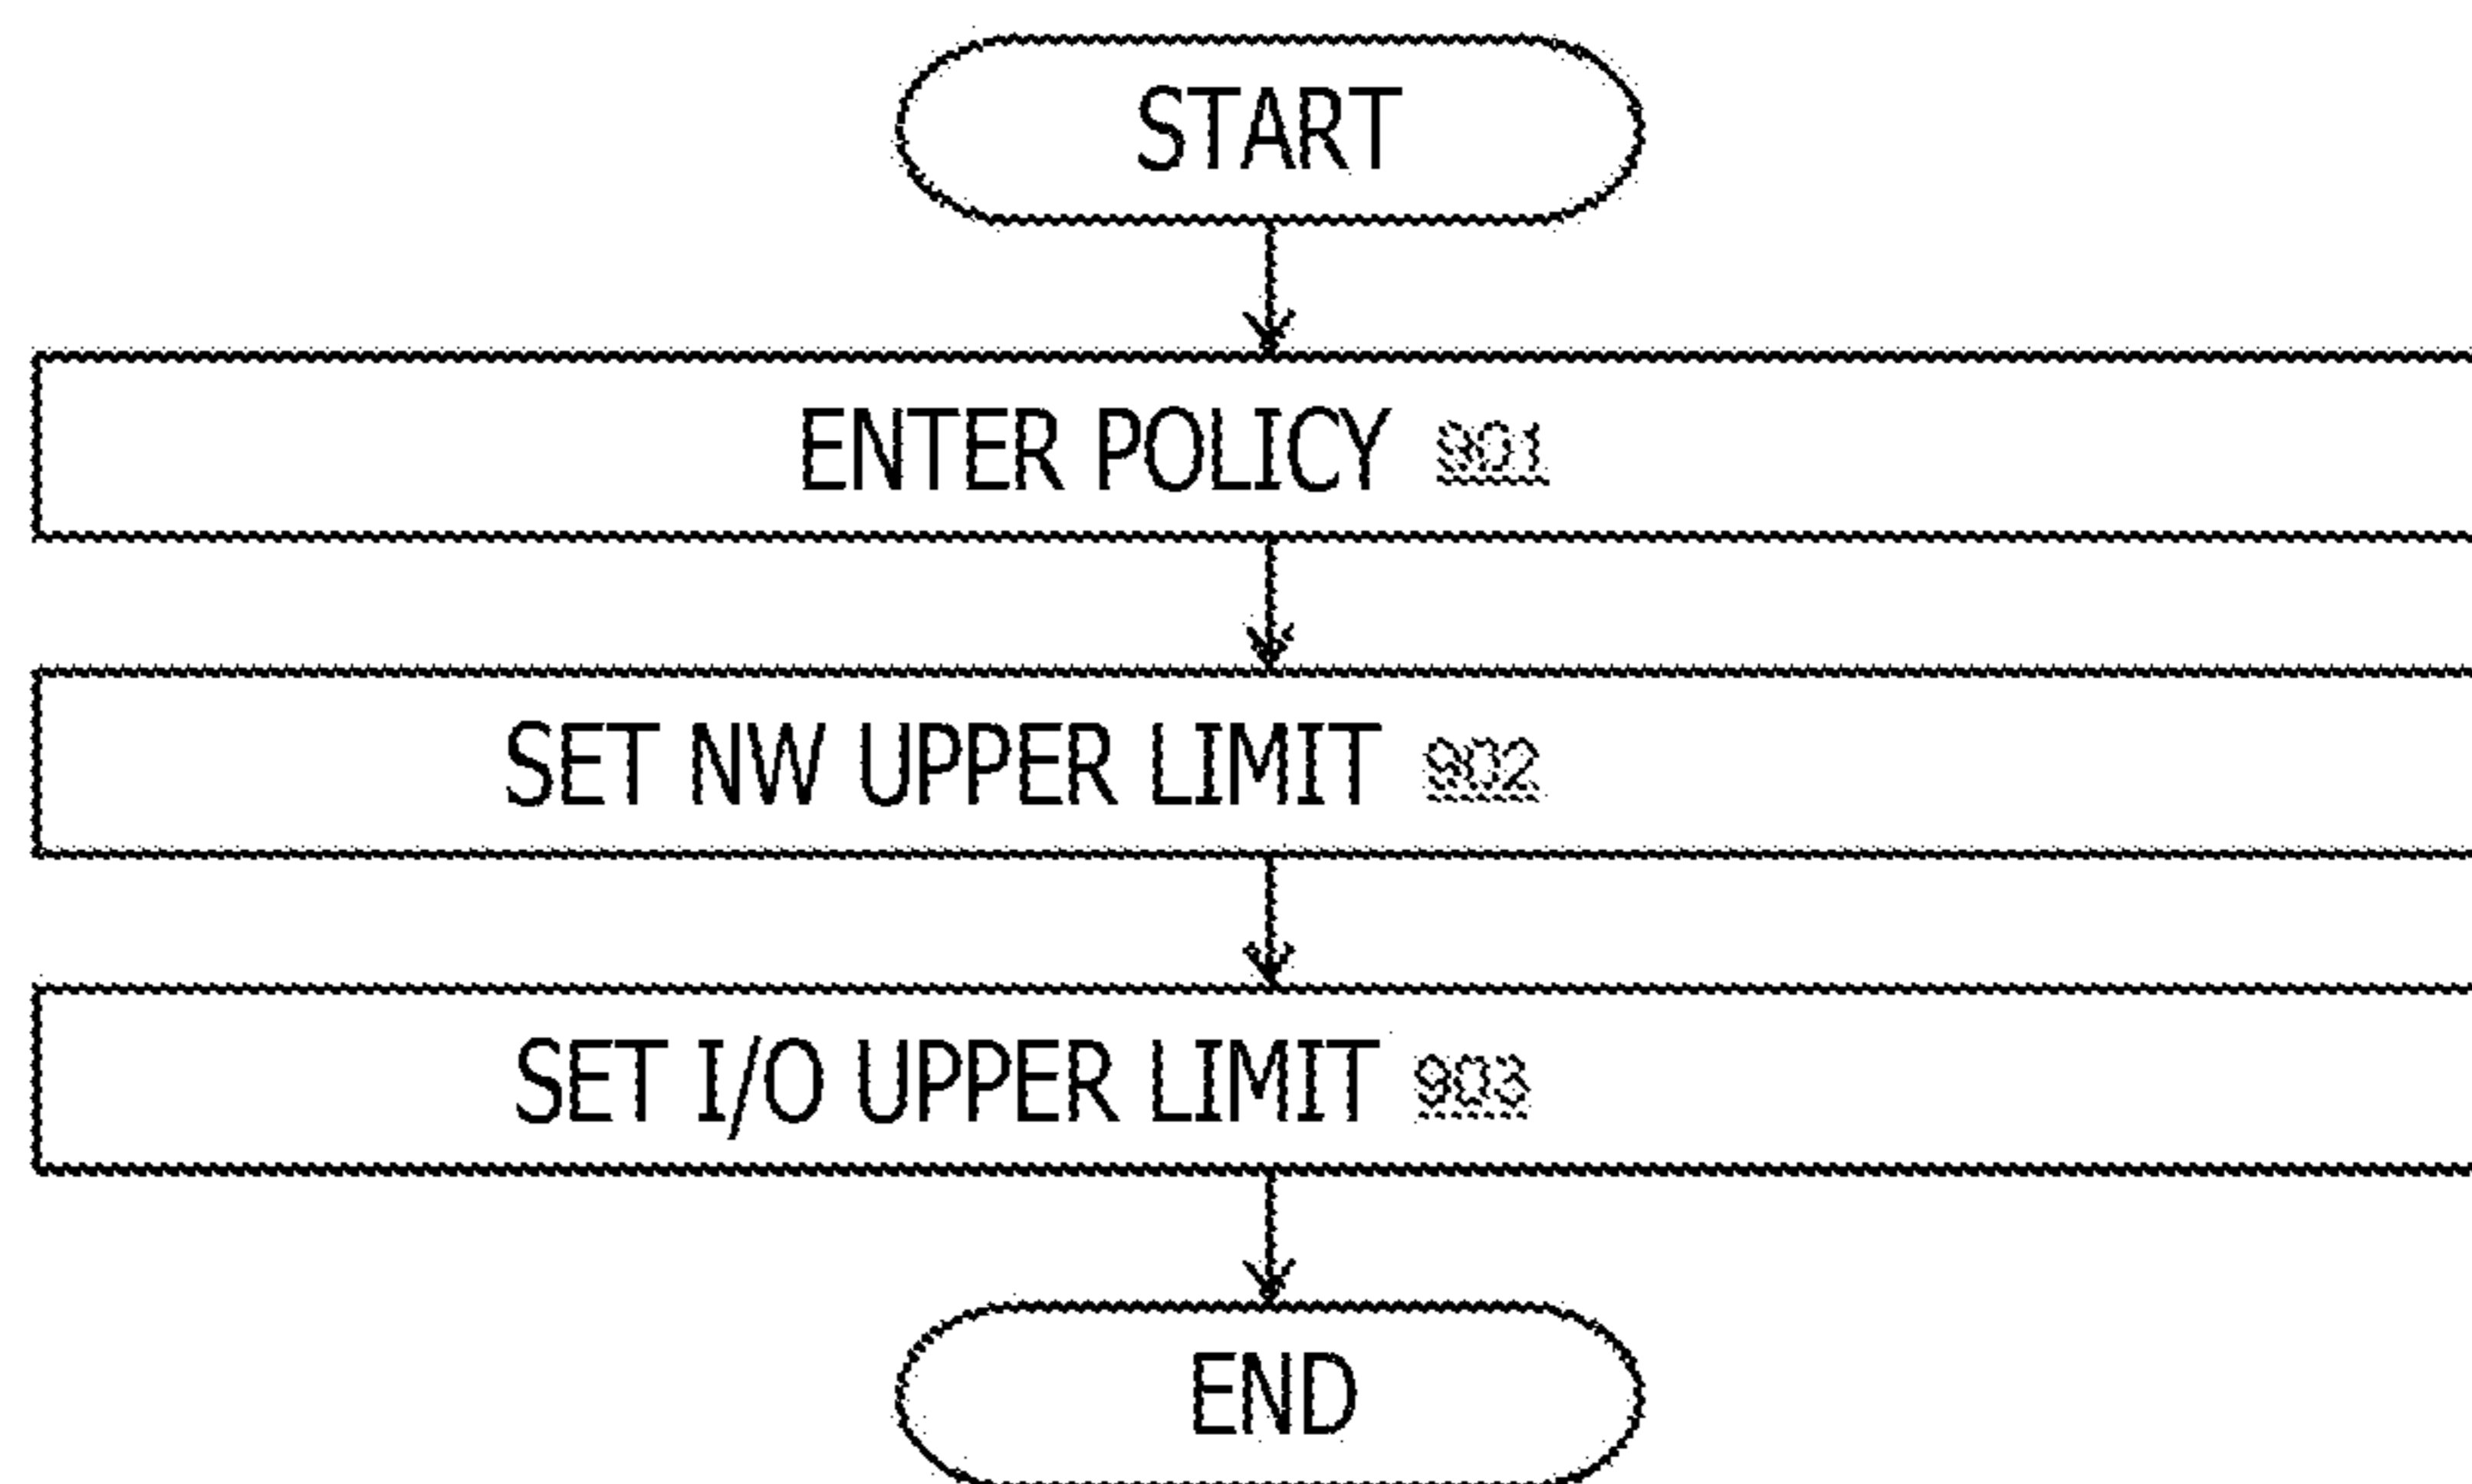 START
ENTER POLICY 901
SET NW UPPER LIMIT 902
SET I/O UPPER LIMIT 903
END